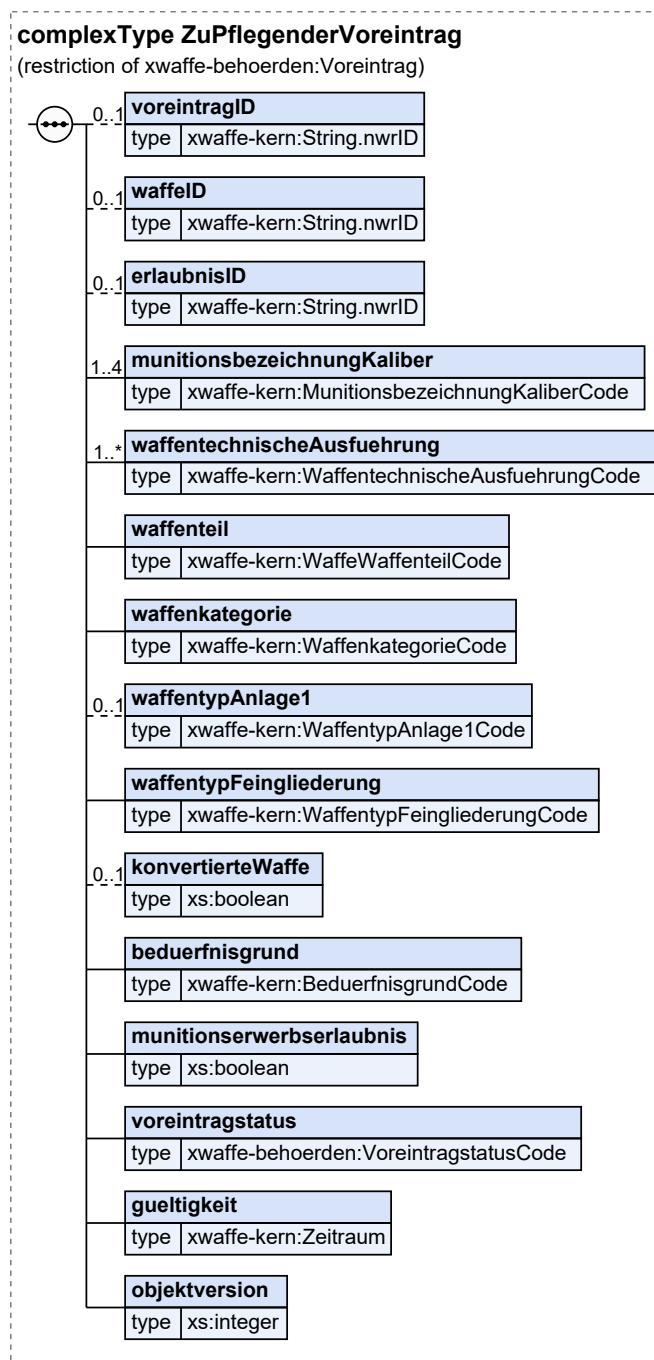 complexType ZuPflegenderVoreintrag
(restriction of xwaffe-behoerden:Voreintrag)
0..1 voreintragID
type xwaffe-kern:String.nwrID
0..1 waffeID
type xwaffe-kern:String.nwrID
0..1 erlaubnisID
type xwaffe-kern:String.nwrID
1..4 munitionsbezeichnungKaliber
type xwaffe-kern:MunitionsbezeichnungKaliberCode
1..* waffentechnischeAusfuehrung
type xwaffe-kern:WaffentechnischeAusfuehrungCode
waffenteil
type xwaffe-kern:WaffeWaffenteilCode
waffenkategorie
type xwaffe-kern:WaffenkategorieCode
0..1 waffentypAnlage1
type xwaffe-kern:WaffentypAnlage1Code
waffentypFeingliederung
type xwaffe-kern:WaffentypFeingliederungCode
0..1 konvertierteWaffe
type xs:boolean
beduerfnisgrund
type xwaffe-kern:BeduerfnisgrundCode
munitionserwerbserlaubnis
type xs:boolean
voreintragstatus
type xwaffe-behoerden:VoreintragstatusCode
gueltigkeit
type xwaffe-kern:Zeitraum
objektversion
type xs:integer